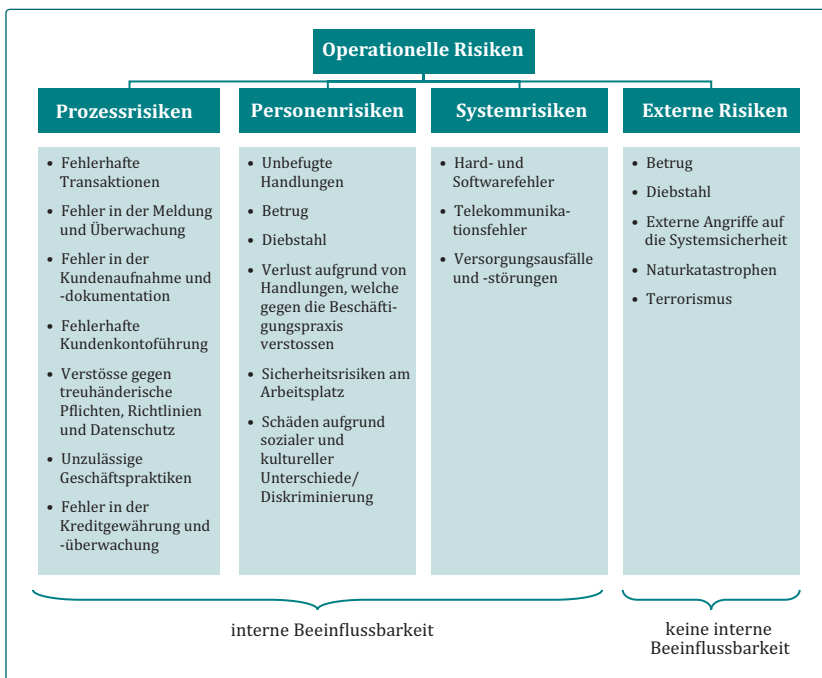 Operationelle Risiken
Prozessrisiken
• Fehlerhafte
Transaktionen
• Fehler in der Meldung
und Überwachung
• Fehler in der
Kundenaufnahme und
-dokumentation
• Fehlerhafte
Kundenkontoführung
• Verstösse gegen
treuhänderische
Pflichten, Richtlinien
und Datenschutz
• Unzulässige
Geschäftspraktiken
• Fehler in der
Kreditgewährung und
-überwachung
Personenrisiken
• Unbefugte
Handlungen
• Betrug
• Diebstahl
• Verlust aufgrund von
Handlungen, welche
gegen die Beschäfti-
gungspraxis
verstossen
• Sicherheitsrisiken am
Arbeitsplatz
• Schäden aufgrund
sozialer und
kultureller
Unterschiede/
Diskriminierung
Systemrisiken
• Hard- und
Softwarefehler
• Telekommunika-
tionsfehler
• Versorgungsausfälle
und -störungen
Externe Risiken
• Betrug
• Diebstahl
• Externe Angriffe auf
die Systemsicherheit
• Naturkatastrophen
• Terrorismus
interne Beeinflussbarkeit
keine interne
Beeinflussbarkeit